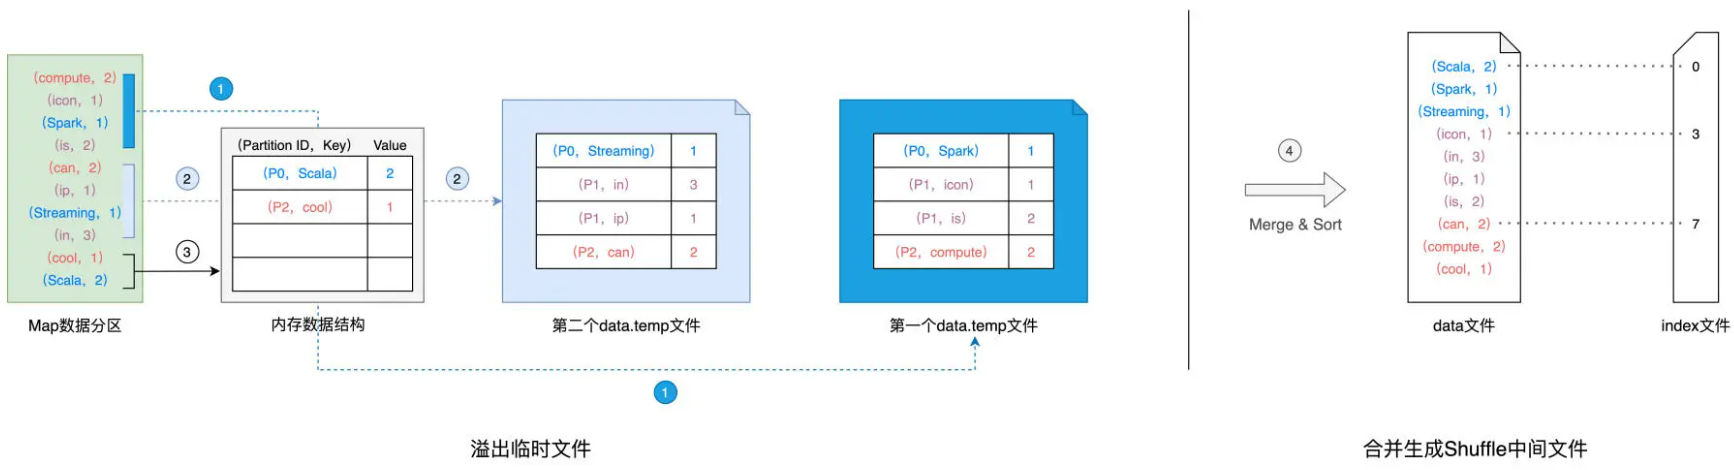 (compute, 2)
(icon, 1)
(Spark, 1)
(is, 2)
(can, 2)
(ip, 1)
(Streaming, 1)
(in, 3)
(cool, 1)
(Scala, 2)
Map数据分区
1
2
3
(Partition ID, Key) Value
(P0, Scala) 2
(P2, cool) 1
内存数据结构
2
(P0, Streaming) 1
(P1, in) 3
(P1, ip) 1
(P2, can) 2
第二个data.temp文件
(P0, Spark) 1
(P1, icon) 1
(P1, is) 2
(P2, compute) 2
第一个data.temp文件
1
溢出临时文件
4
Merge & Sort
(Scala, 2)
(Spark, 1)
(Streaming, 1)
(icon, 1)
(in, 3)
(ip, 1)
(is, 2)
(can, 2)
(compute, 2)
(cool, 1)
data文件
0
3
7
index文件
合并生成Shuffle中间文件